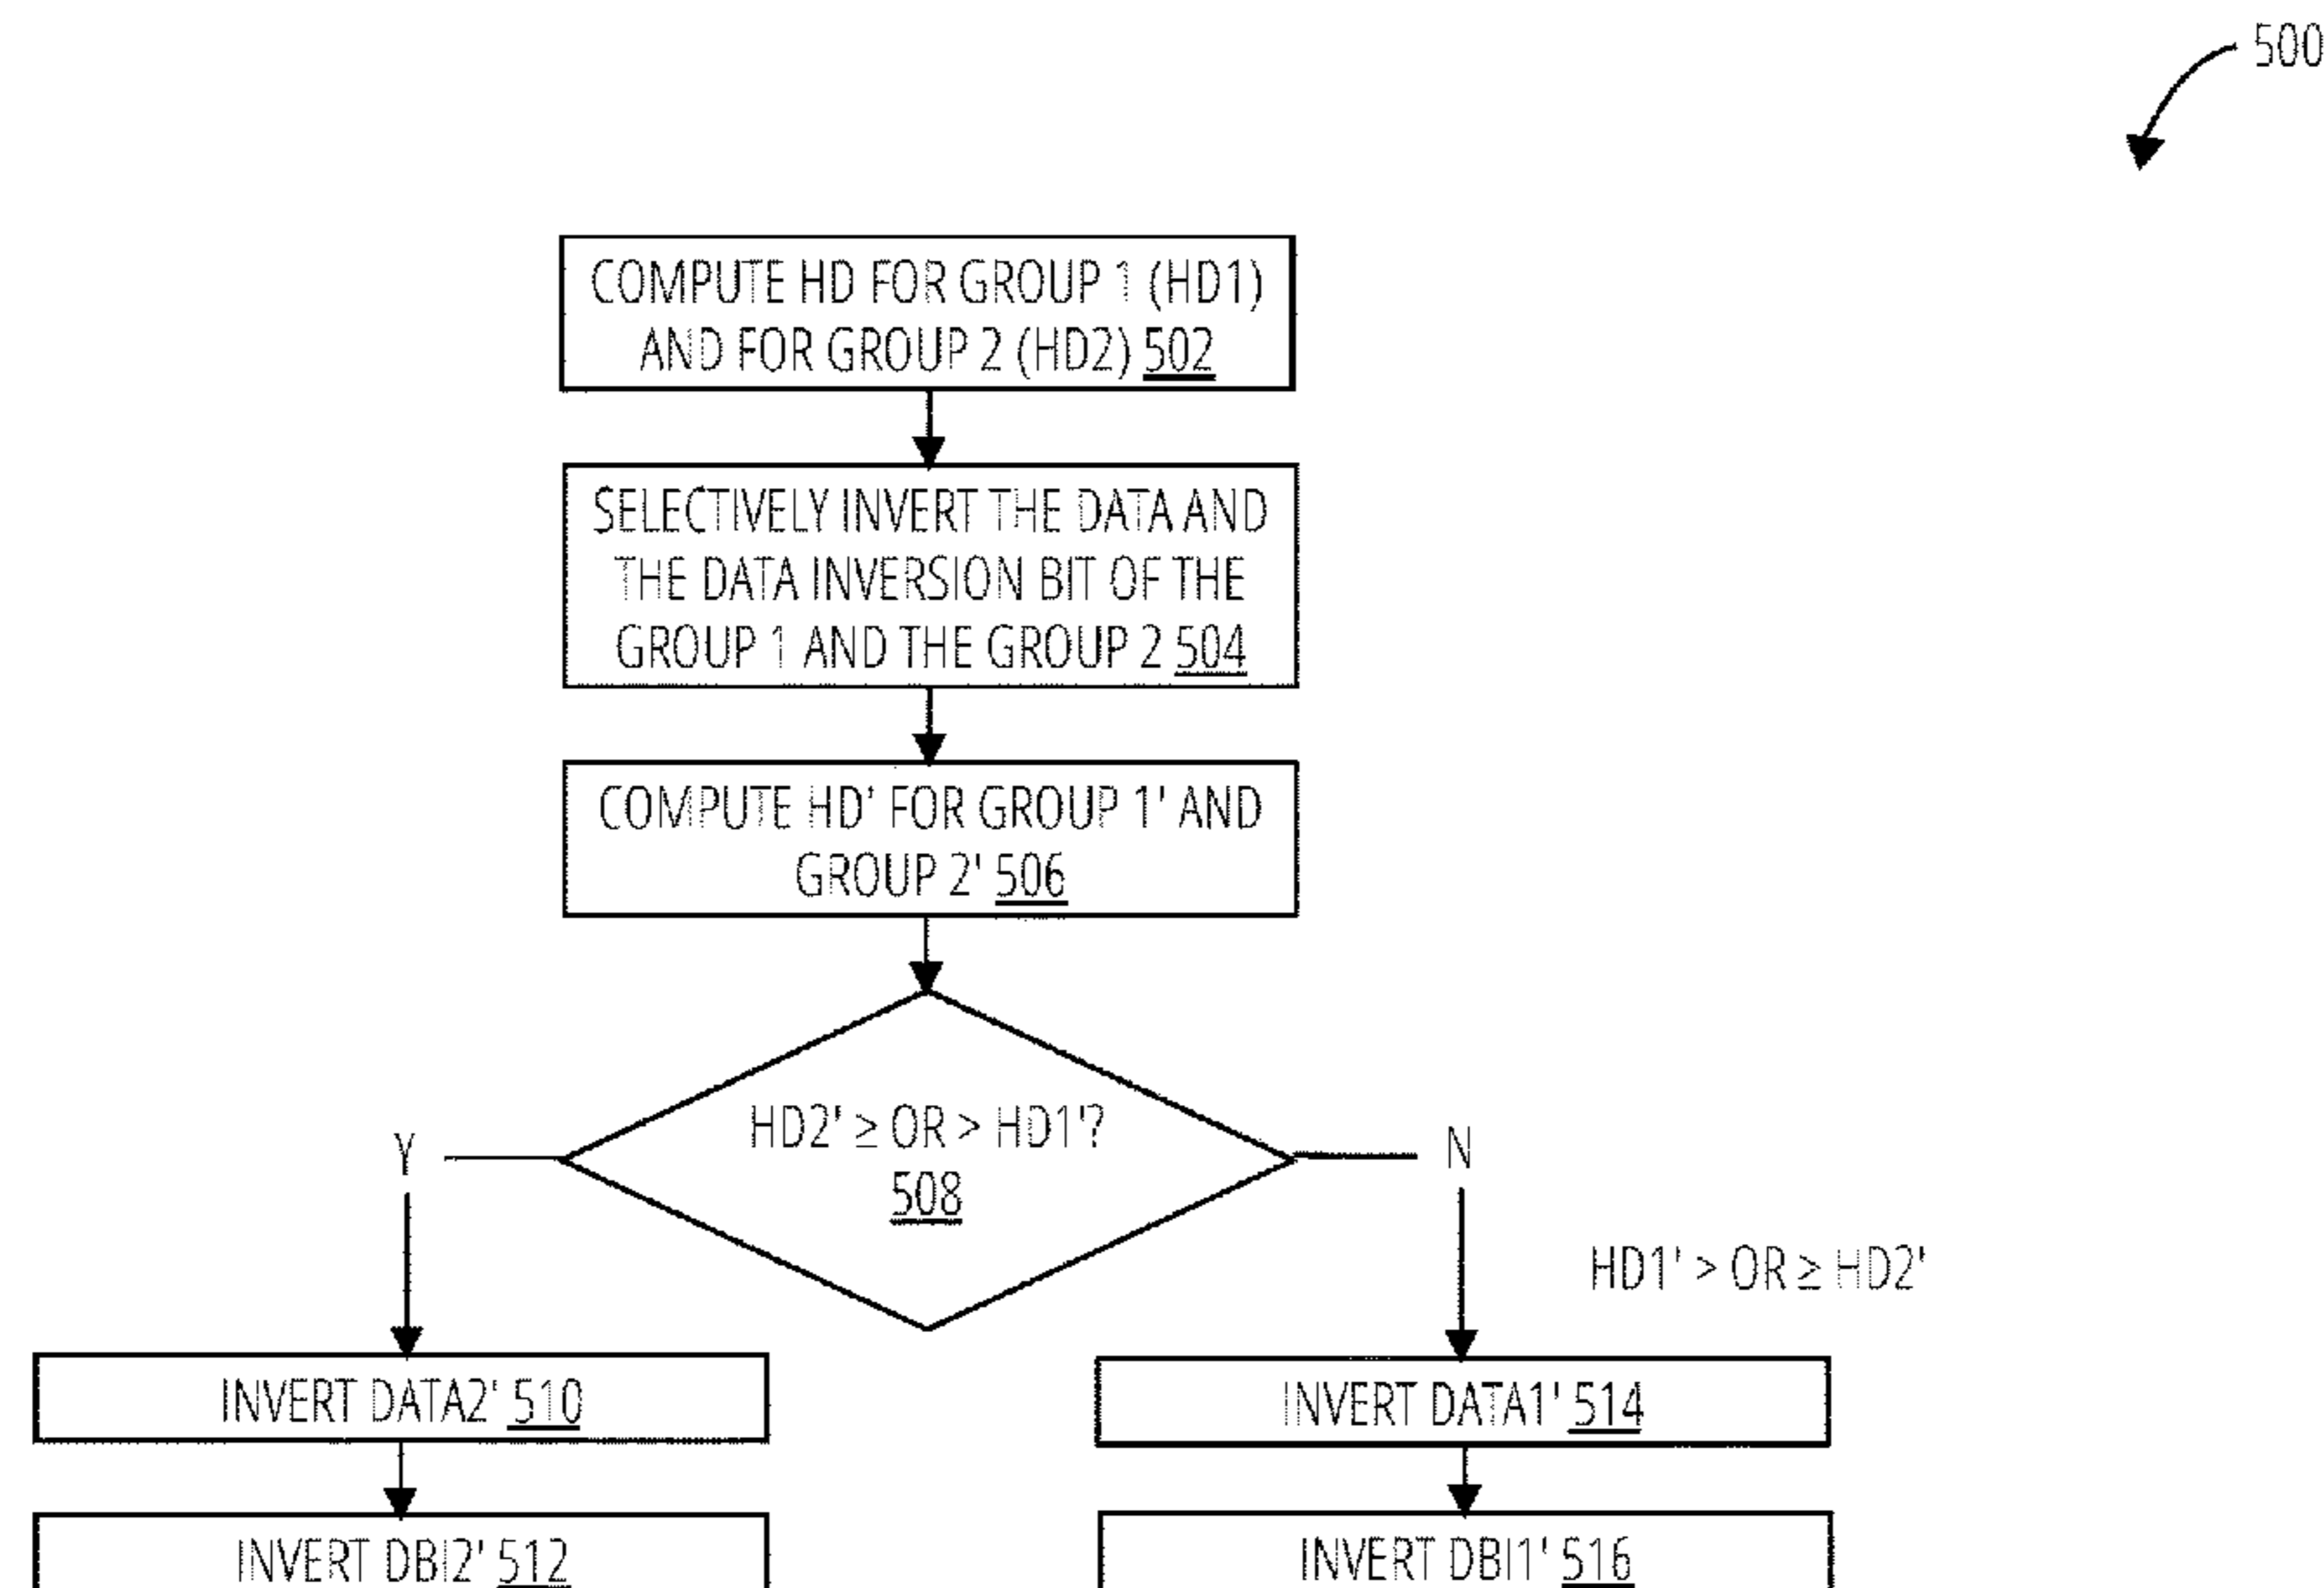 500
COMPUTE HD FOR GROUP 1 (HD1)
AND FOR GROUP 2 (HD2) 502
SELECTIVELY INVERT THE DATA AND
THE DATA INVERSION BIT OF THE
GROUP 1 AND THE GROUP 2 504
COMPUTE HD' FOR GROUP 1' AND
GROUP 2' 506
HD2' ≥ OR > HD1'?
508
Y
N
HD1' > OR ≥ HD2'
INVERT DATA2' 510
INVERT DATA1' 514
INVERT DBI2' 512
INVERT DBI1' 516